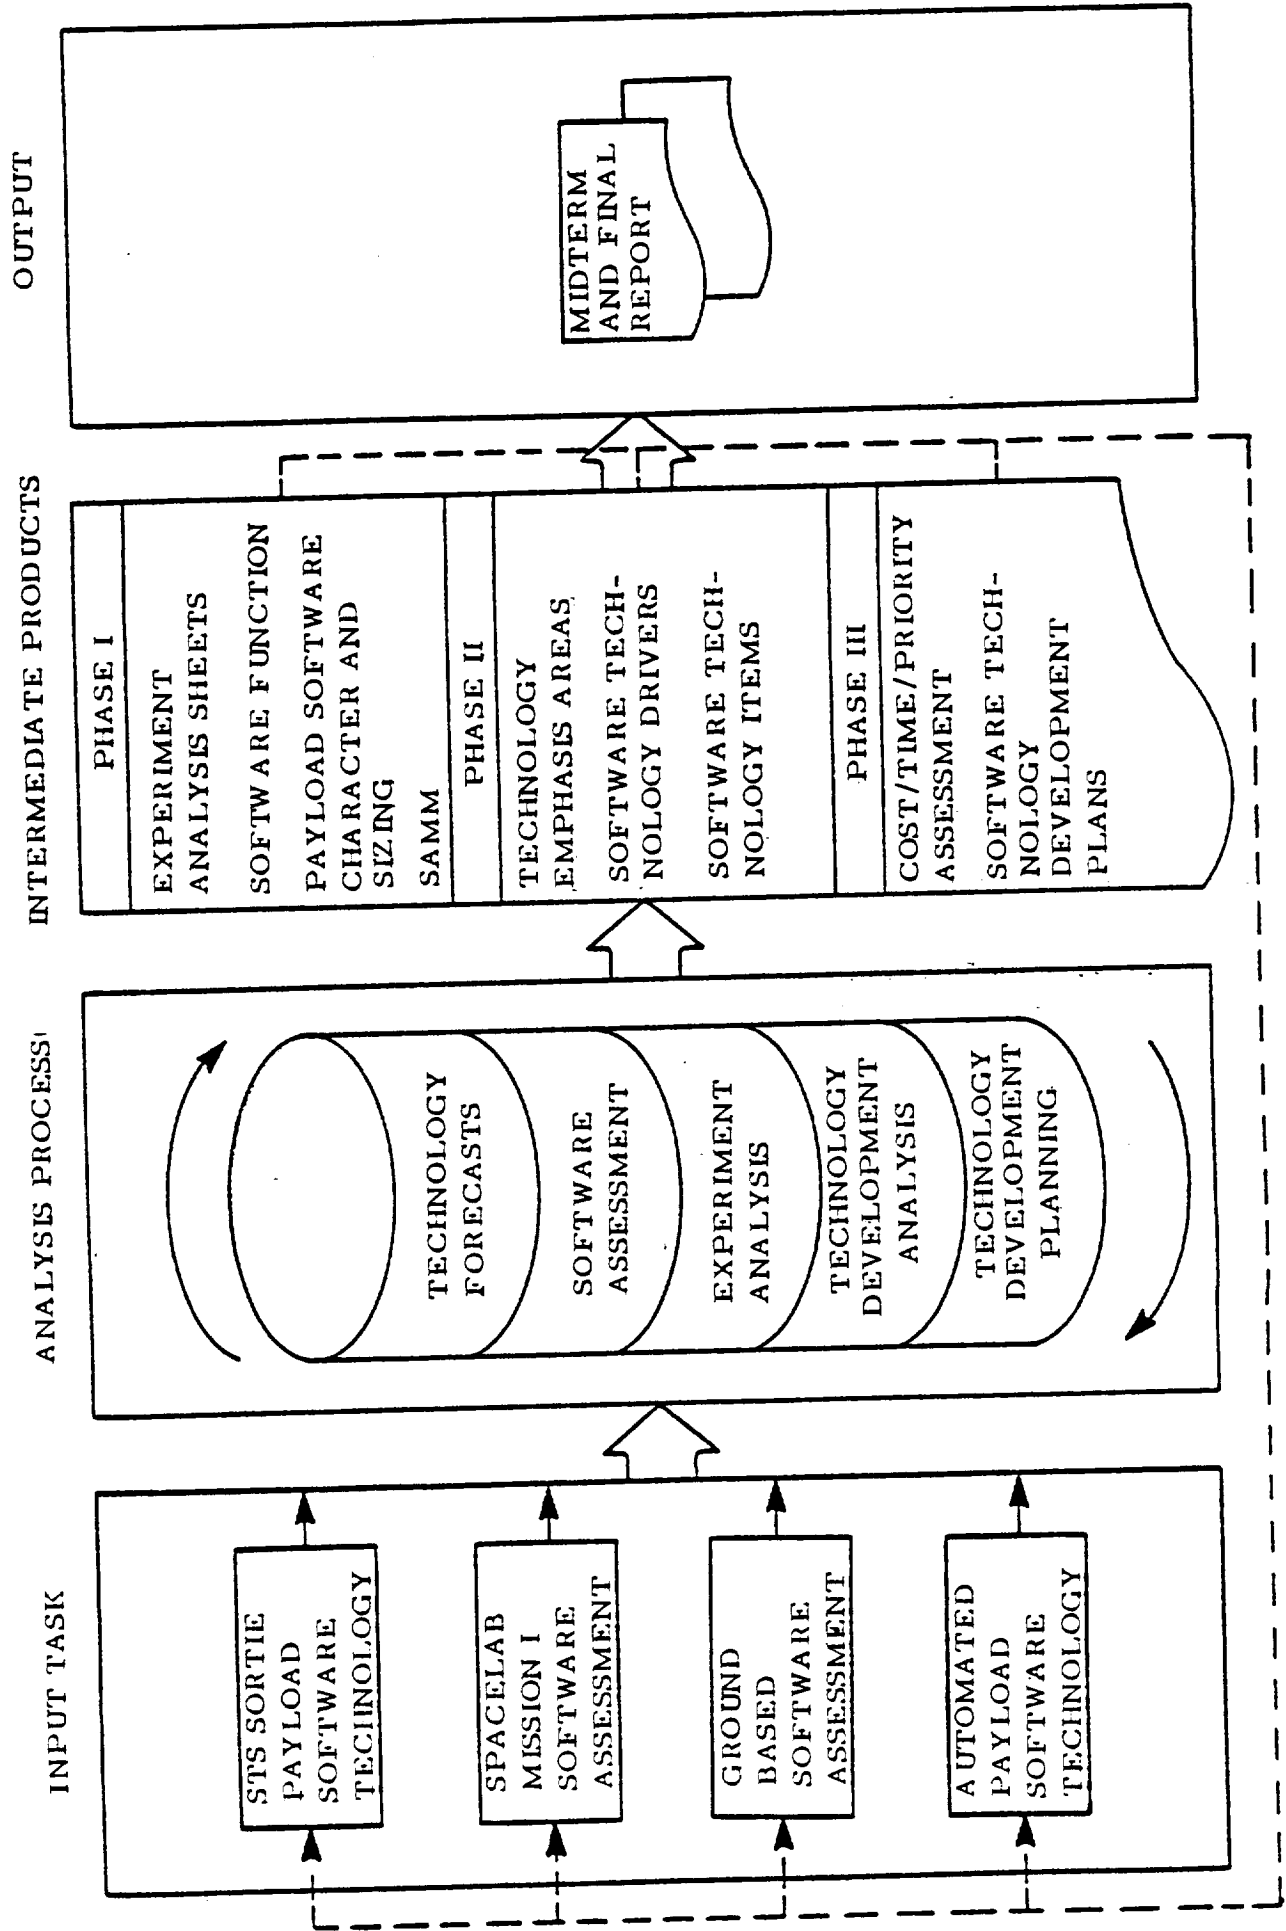 INPUT TASK
STS SORTIE
PAYLOAD
SOFTWARE
TECHNOLOGY
SPACELAB
MISSION I
SOFTWARE
ASSESSMENT
GROUND
BASED
SOFTWARE
ASSESSMENT
AUTOMATED
PAYLOAD
SOFTWARE
TECHNOLOGY
ANALYSIS PROCESS
TECHNOLOGY
FORECASTS
SOFTWARE
ASSESSMENT
EXPERIMENT
ANALYSIS
TECHNOLOGY
DEVELOPMENT
ANALYSIS
TECHNOLOGY
DEVELOPMENT
PLANNING
INTERMEDIATE PRODUCTS
PHASE I
EXPERIMENT
ANALYSIS SHEETS
SOFTWARE FUNCTION
PAYLOAD SOFTWARE
CHARACTER AND
SIZING
SAMM
PHASE II
TECHNOLOGY
EMPHASIS AREAS
SOFTWARE TECH-
NOLOGY DRIVERS
SOFTWARE TECH-
NOLOGY ITEMS
PHASE III
COST/TIME/PRIORITY
ASSESSMENT
SOFTWARE TECH-
NOLOGY
DEVELOPMENT
PLANS
OUTPUT
MIDTERM
AND FINAL
REPORT